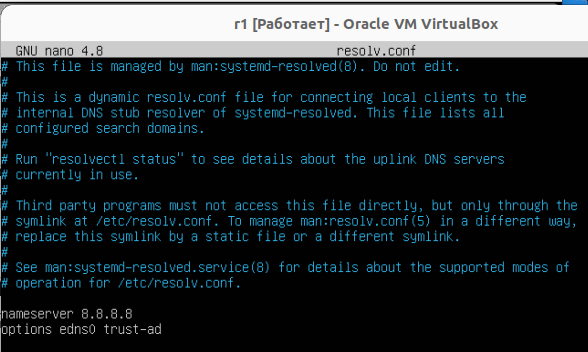 r1 [Работает] - Oracle VM VirtualBox
GNU nano 4.8 resolv.conf
# This file is managed by man:systemd-resolved(8). Do not edit.
#
# This is a dynamic resolv.conf file for connecting local clients to the
# internal DNS stub resolver of systemd-resolved. This file lists all
# configured search domains.
#
# Run "resolvectl status" to see details about the uplink DNS servers
# currently in use.
#
# Third party programs must not access this file directly, but only through the
# symlink at /etc/resolv.conf. To manage man:resolv.conf(5) in a different way,
# replace this symlink by a static file or a different symlink.
#
# See man:systemd-resolved.service(8) for details about the supported modes of
# operation for /etc/resolv.conf.
nameserver 8.8.8.8
options edns0 trust-ad